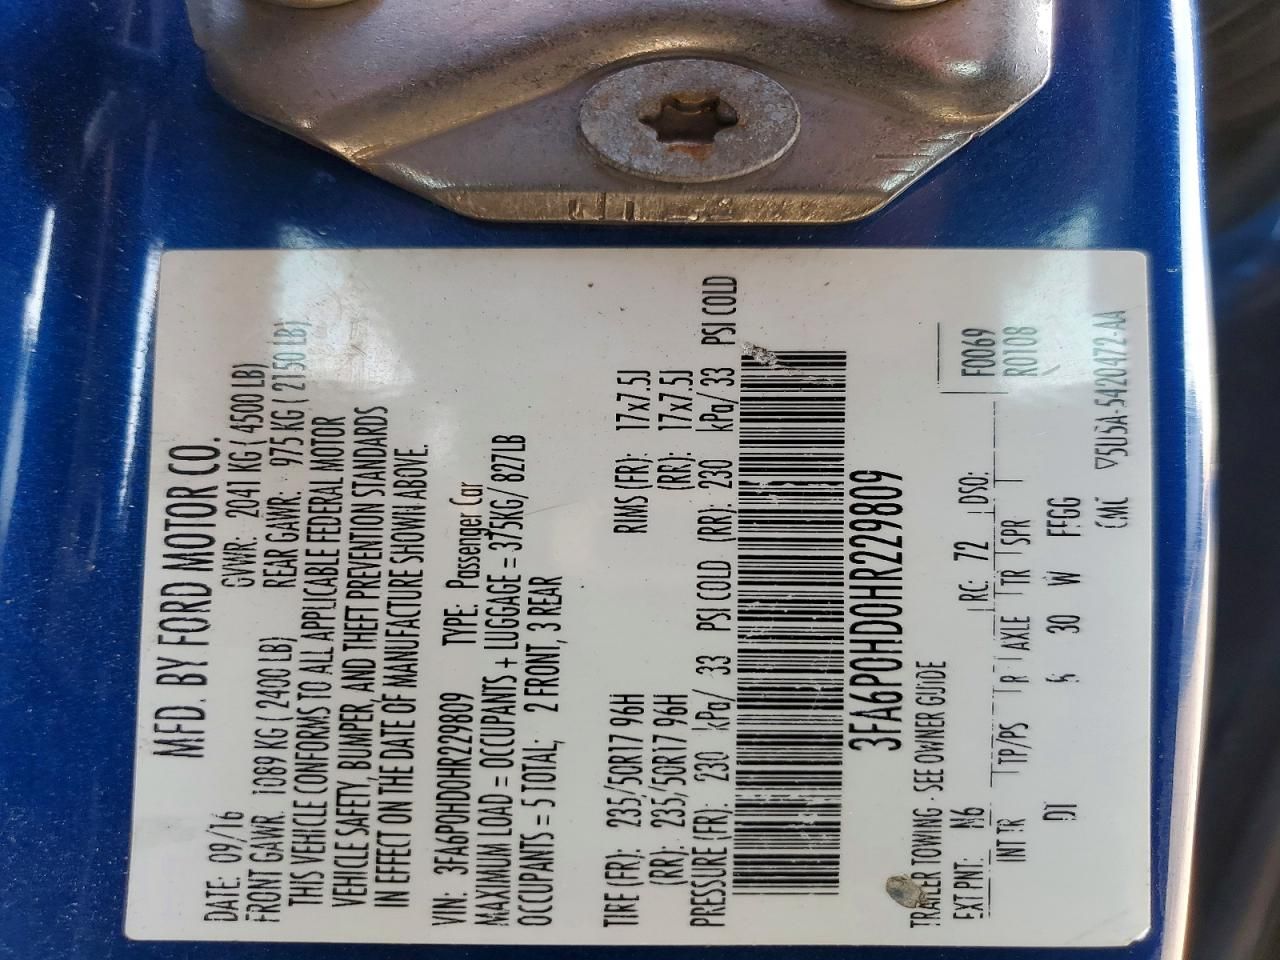 MFD. BY FORD MOTOR CO.
DATE: 09/16 GVWR: 2041 KG ( 4500 LB)
FRONT GAWR: 1089 KG ( 2400 LB) REAR GAWR: 975 KG ( 2150 LB)
THIS VEHICLE CONFORMS TO ALL APPLICABLE FEDERAL MOTOR
VEHICLE SAFETY, BUMPER, AND THEFT PREVENTION STANDARDS
IN EFFECT ON THE DATE OF MANUFACTURE SHOWN ABOVE.
VIN: 3FA6P0HD0HR229809 TYPE: Passenger Car
MAXIMUM LOAD = OCCUPANTS + LUGGAGE = 375KG/ 827LB
OCCUPANTS = 5 TOTAL, 2 FRONT, 3 REAR
TIRE (FR): 235/50R17 96H RIMS (FR): 17x7.5J
(RR): 235/50R17 96H (RR): 17x7.5J
PRESSURE (FR): 230 kPa/ 33 PSI COLD (RR): 230 kPa/ 33 PSI COLD
3FA6P0HD0HR229809
TRAILER TOWING - SEE OWNER GUIDE
EXT PNT: N6 RC: 72 DSO: F0069
R0108
INT TR TP/PS R AXLE TR SPR
DT 6 30 W FFGG
CMC ▽5U5A-5420472-AA